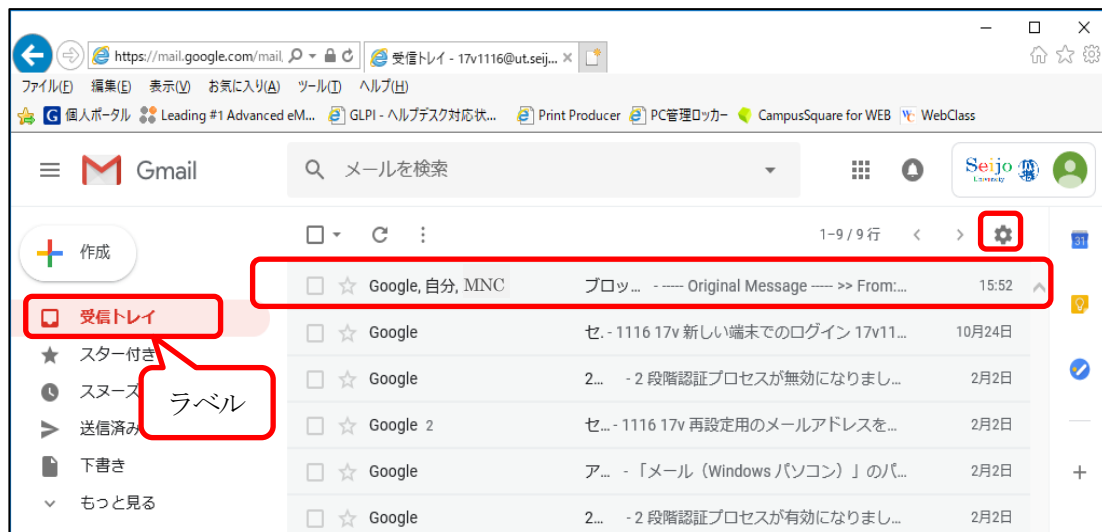 https://mail.google.com/mail,
受信トレイ - 17v1116@ut.seij...
ファイル(F) 編集(E) 表示(V) お気に入り(A) ツール(T) ヘルプ(H)
個人ポータル Leading #1 Advanced eM... GLPI - ヘルプデスク対応状... Print Producer PC管理ロッカー CampusSquare for WEB WebClass
Gmail
メールを検索
Seijo
University
作成
1–9 / 9 行
31
Google, 自分, MNC ブロッ... - ----- Original Message ----- >> From:... 15:52
受信トレイ
Google セ. - 1116 17v 新しい端末でのログイン 17v11... 10月24日
スター付き
Google 2... - 2 段階認証プロセスが無効になりまし... 2月2日
スヌーズ
ラベル
Google 2 セ... - 1116 17v 再設定用のメールアドレスを... 2月2日
送信済み
下書き
Google ア... - 「メール（Windows パソコン）」のパ... 2月2日
もっと見る
Google 2... - 2 段階認証プロセスが有効になりまし... 2月2日